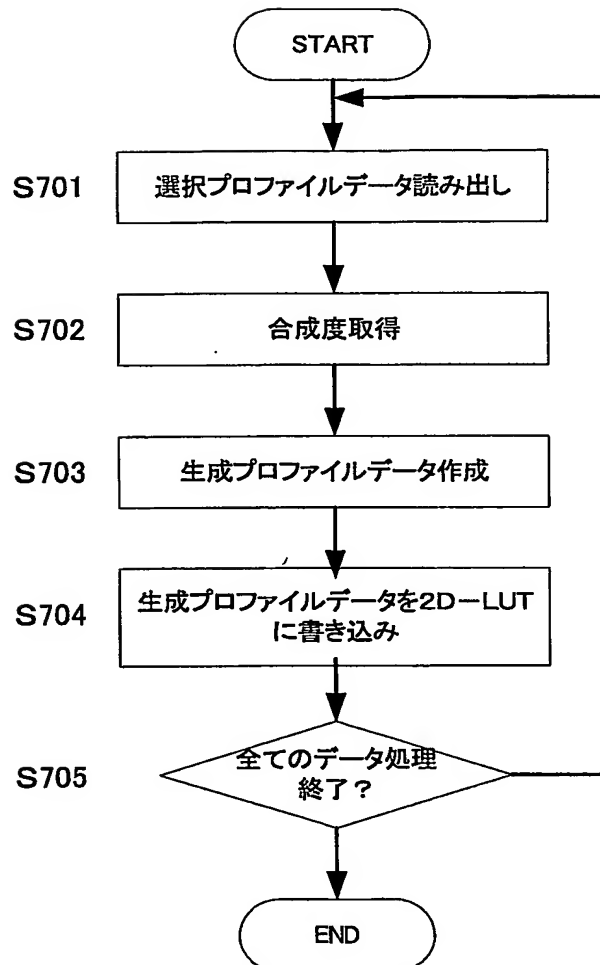 START
S701
選択プロファイルデータ読み出し
S702
合成度取得
S703
生成プロファイルデータ作成
S704
生成プロファイルデータを2D－LUT
に書き込み
S705
全てのデータ処理
終了？
END